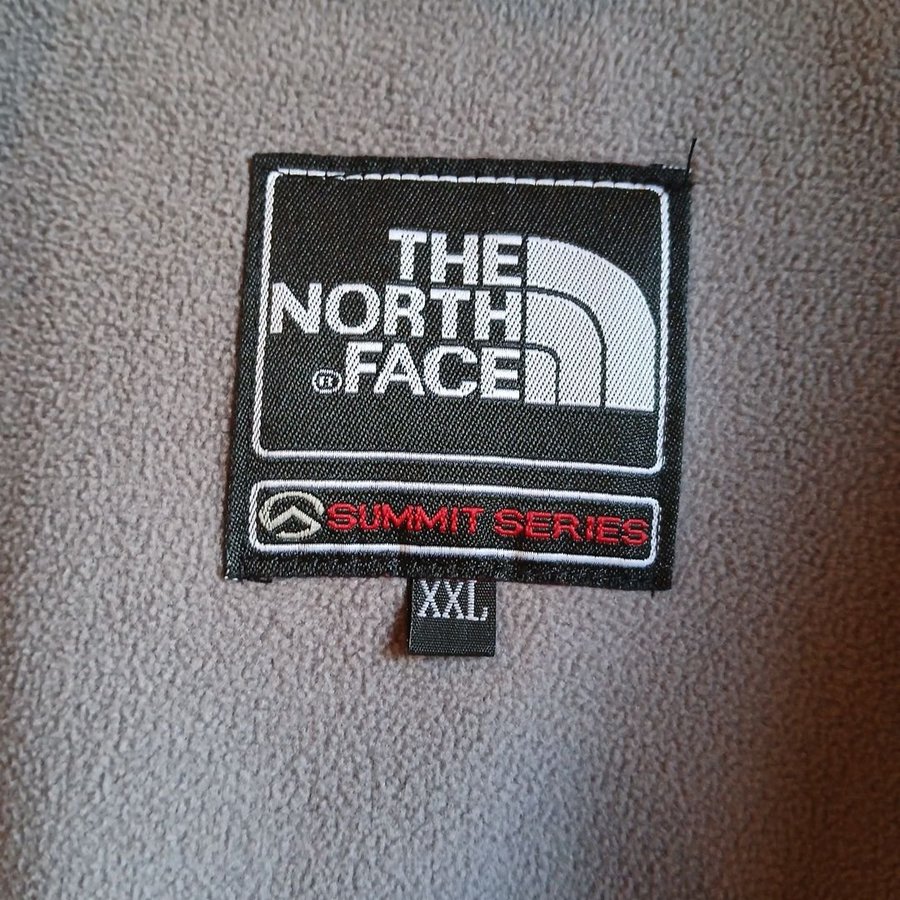 THE
NORTH
®FACE
SUMMIT SERIES
XXL